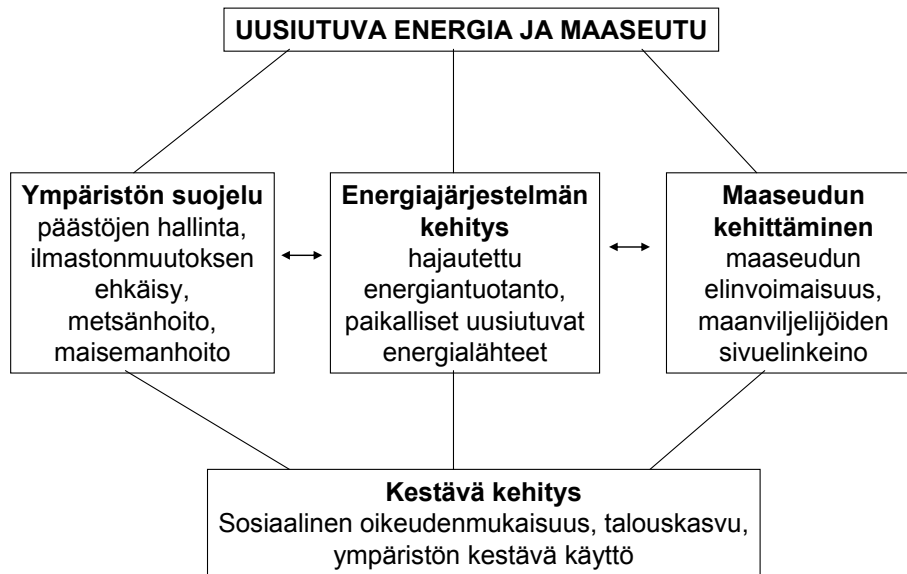 UUSIUTUVA ENERGIA JA MAASEUTU
Ympäristön suojelu
päästöjen hallinta,
ilmastonmuutoksen
ehkäisy,
metsänhoito,
maisemanhoito
Energiajärjestelmän
kehitys
hajautettu
energiantuotanto,
paikalliset uusiutuvat
energialähteet
Maaseudun
kehittäminen
maaseudun
elinvoimaisuus,
maanviljelijöiden
sivuelinkeino
Kestävä kehitys
Sosiaalinen oikeudenmukaisuus, talouskasvu,
ympäristön kestävä käyttö